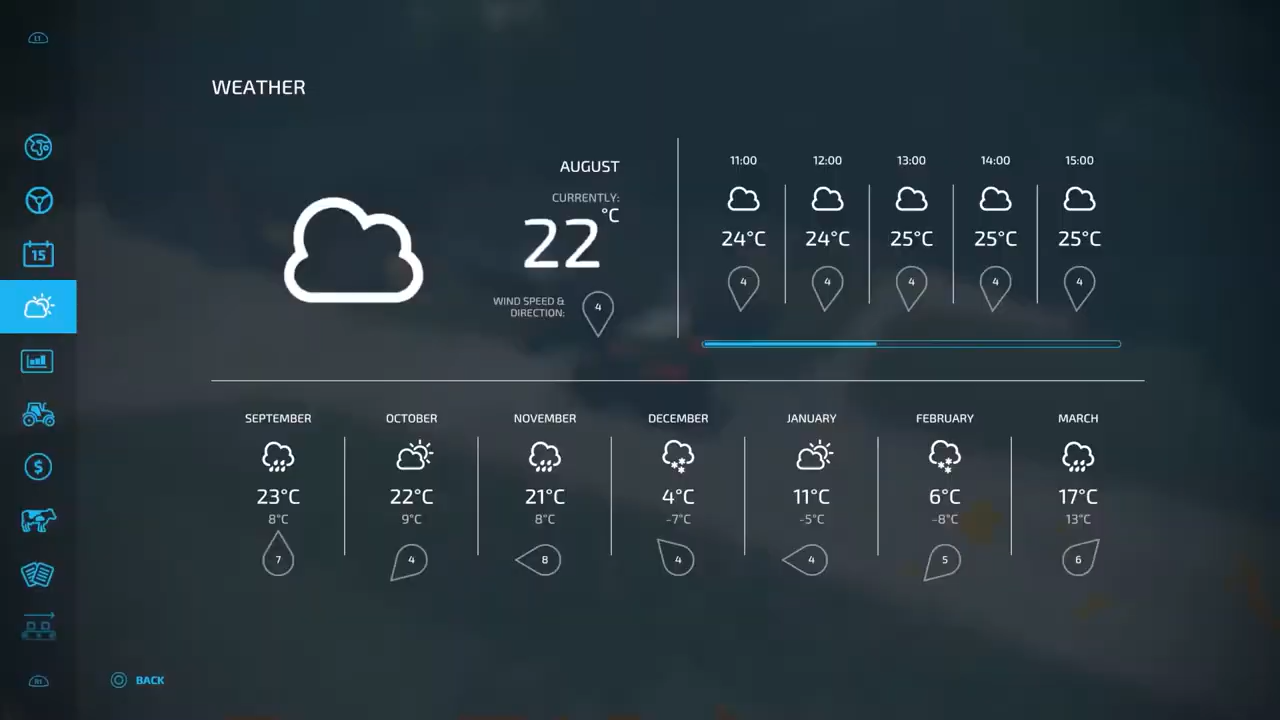 L1
WEATHER
AUGUST
CURRENTLY:
22°C
WIND SPEED &
DIRECTION:
4
11:00 12:00 13:00 14:00 15:00
24°C 24°C 25°C 25°C 25°C
4 4 4 4 4
15
$
SEPTEMBER OCTOBER NOVEMBER DECEMBER JANUARY FEBRUARY MARCH
23°C 22°C 21°C 4°C 11°C 6°C 17°C
8°C 9°C 8°C -7°C -5°C -8°C 13°C
7 4 8 4 4 5 6
R1
BACK